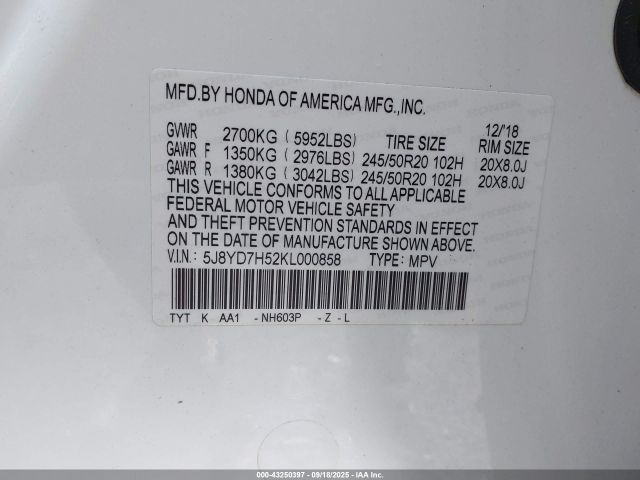 MFD.BY HONDA OF AMERICA MFG.,INC.
12/18
GVWR 2700KG ( 5952LBS) TIRE SIZE RIM SIZE
GAWR F 1350KG ( 2976LBS) 245/50R20 102H 20X8.0J
GAWR R 1380KG ( 3042LBS) 245/50R20 102H 20X8.0J
THIS VEHICLE CONFORMS TO ALL APPLICABLE
FEDERAL MOTOR VEHICLE SAFETY
AND THEFT PREVENTION STANDARDS IN EFFECT
ON THE DATE OF MANUFACTURE SHOWN ABOVE.
V.I.N.: 5J8YD7H52KL000858 TYPE: MPV
TYT K AA1 - NH603P - Z - L -
000-43250397 - 09/18/2025 - © IAA, Inc.